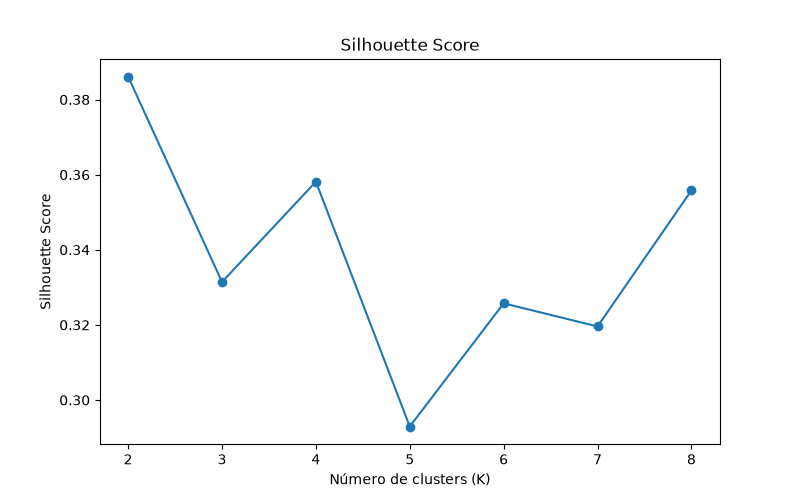 Silhouette Score
Silhouette Score
0.38
0.36
0.34
0.32
0.30
2 3 4 5 6 7 8
Número de clusters (K)